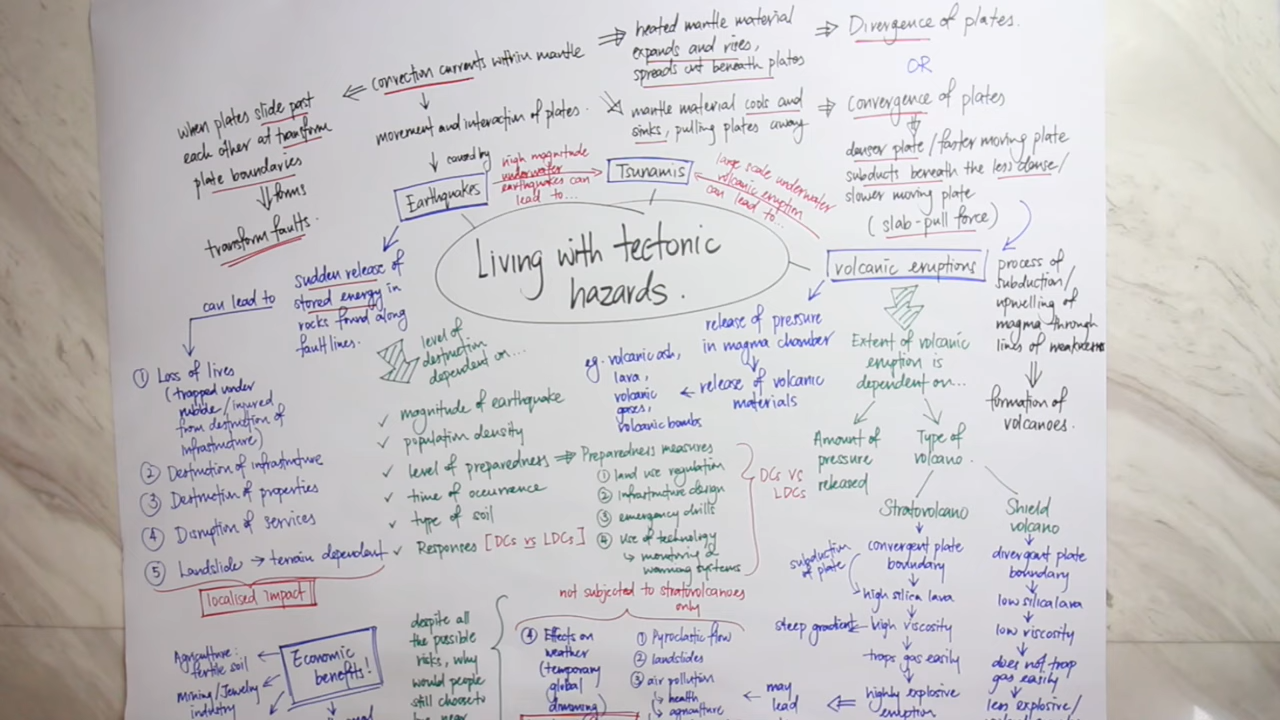 convection currents within mantle
⇒ heated mantle material
expands and rises,
spreads out beneath plates
⇒ Divergence of plates.
OR
mantle material cools and
sinks, pulling plates away
⇒ Convergence of plates
denser plate / faster moving plate
subducts beneath the less dense /
slower moving plate
(slab-pull force)
when plates slide past
each other at transform
plate boundaries
forms
transform faults.
movement and interaction of plates.
caused by
Earthquakes
high magnitude
underwater
earthquakes can
lead to...
Tsunamis
large scale underwater
volcanic eruption
can lead to...
Living with tectonic
hazards.
volcanic eruptions
process of
subduction/
upwelling of
magma through
lines of weakness
formation of
volcanoes.
sudden release of
stored energy in
rocks found along
fault lines.
can lead to
① Loss of lives
(trapped under
rubble / injured
from destruction of
infrastructure)
② Destruction of infrastructure
③ Destruction of properties
④ Disruption of services
⑤ Landslide → terrain dependent
localised impact
level of
destruction
dependent on....
✓ magnitude of earthquake
✓ population density
✓ level of preparedness ⇒ Preparedness measures
✓ time of occurrence
✓ type of soil
✓ Responses [DCs vs LDCs]
① land use regulation
② infrastructure design
③ emergency drills
④ Use of technology
↳ monitoring &
warning systems
DCs vs
LDCs
release of pressure
in magma chamber
release of volcanic
materials
eg. volcanic ash,
lava,
volcanic
gases,
volcanic bombs
Extent of volcanic
eruption is
dependent on...
Amount of
pressure
released
Type of
volcano.
Stratovolcano
convergent plate
boundary
subduction
of plate
high silica lava
high viscosity
steep gradient
traps gas easily
highly explosive
eruption
may
lead
Shield
volcano
divergent plate
boundary
low silica lava
low viscosity
does not trap
gas easily
less explosive/
not subjected to stratovolcanoes
only
④ Effects on
weather
(temporary
global
dimming)
① Pyroclastic flow
② landslides
③ air pollution
↳ health
↳ agriculture
despite all
the possible
risks, why
would people
still choose to
Economic
benefits!
Agriculture:
fertile soil
Mining/Jewelry
industry